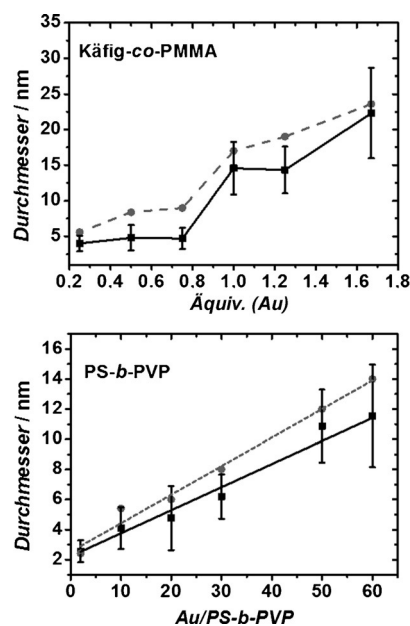 Käfig-co-PMMA
Durchmesser / nm
35
30
25
20
15
10
5
0.2 0.4 0.6 0.8 1.0 1.2 1.4 1.6 1.8
Äquiv. (Au)
PS-b-PVP
Durchmesser / nm
16
14
12
10
8
6
4
2
0 10 20 30 40 50 60
Au/PS-b-PVP